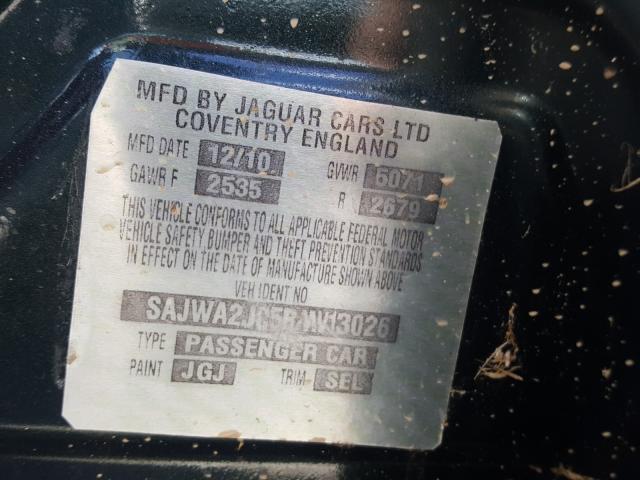 MFD BY JAGUAR CARS LTD
COVENTRY ENGLAND
MFD DATE 12/10 GVWR 5071
GAWR F 2535 R 2679
THIS VEHICLE CONFORMS TO ALL APPLICABLE FEDERAL MOTOR
VEHICLE SAFETY BUMPER AND THEFT PREVENTION STANDARDS
IN EFFECT ON THE DATE OF MANUFACTURE SHOWN ABOVE
VEH IDENT NO
TYPE PASSENGER CAR
PAINT JGJ TRIM SEL